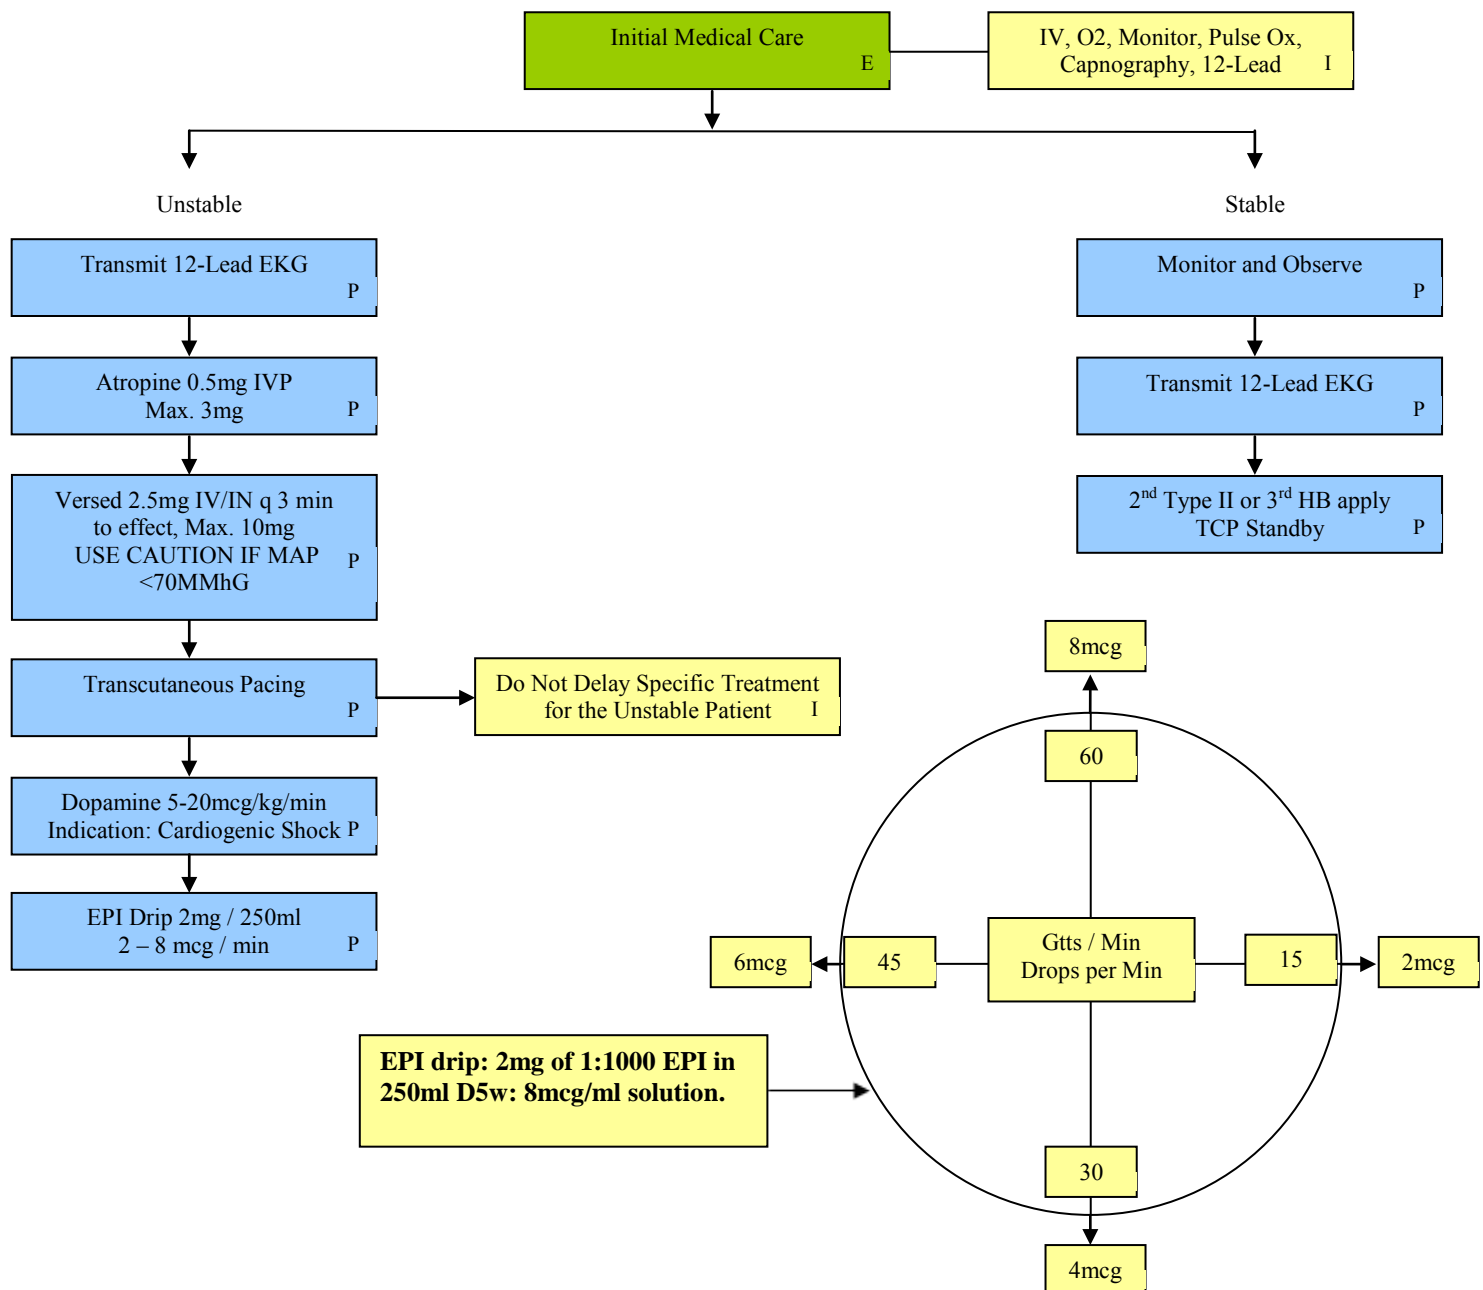 Initial Medical Care
E
IV, O2, Monitor, Pulse Ox,
Capnography, 12-Lead I
Unstable
Transmit 12-Lead EKG
P
Atropine 0.5mg IVP
Max. 3mg P
Versed 2.5mg IV/IN q 3 min
to effect, Max. 10mg
USE CAUTION IF MAP P
<70MMhG
Transcutaneous Pacing
P
Do Not Delay Specific Treatment
for the Unstable Patient I
Dopamine 5-20mcg/kg/min
Indication: Cardiogenic Shock P
EPI Drip 2mg / 250ml
2 – 8 mcg / min P
Stable
Monitor and Observe
P
Transmit 12-Lead EKG
P
2nd Type II or 3rd HB apply
TCP Standby P
8mcg
60
6mcg
45
Gtts / Min
Drops per Min
15
2mcg
EPI drip: 2mg of 1:1000 EPI in
250ml D5w: 8mcg/ml solution.
30
4mcg